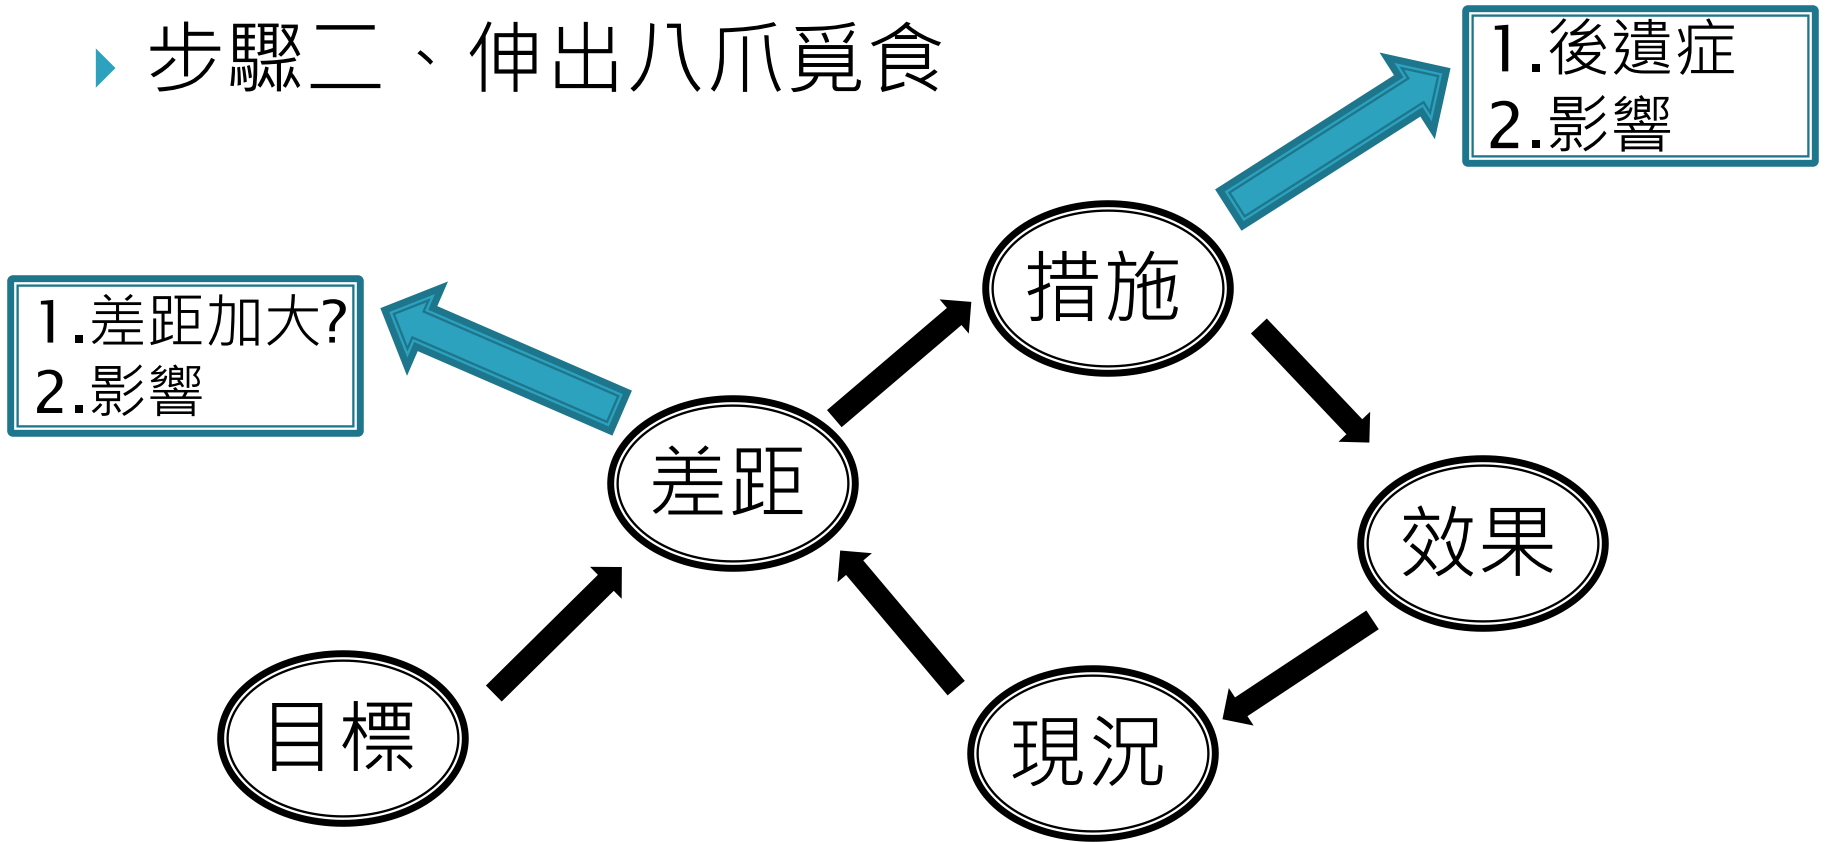 步驟二、伸出八爪覓食
1.後遺症
2.影響
措施
1.差距加大?
2.影響
差距
效果
目標
現況